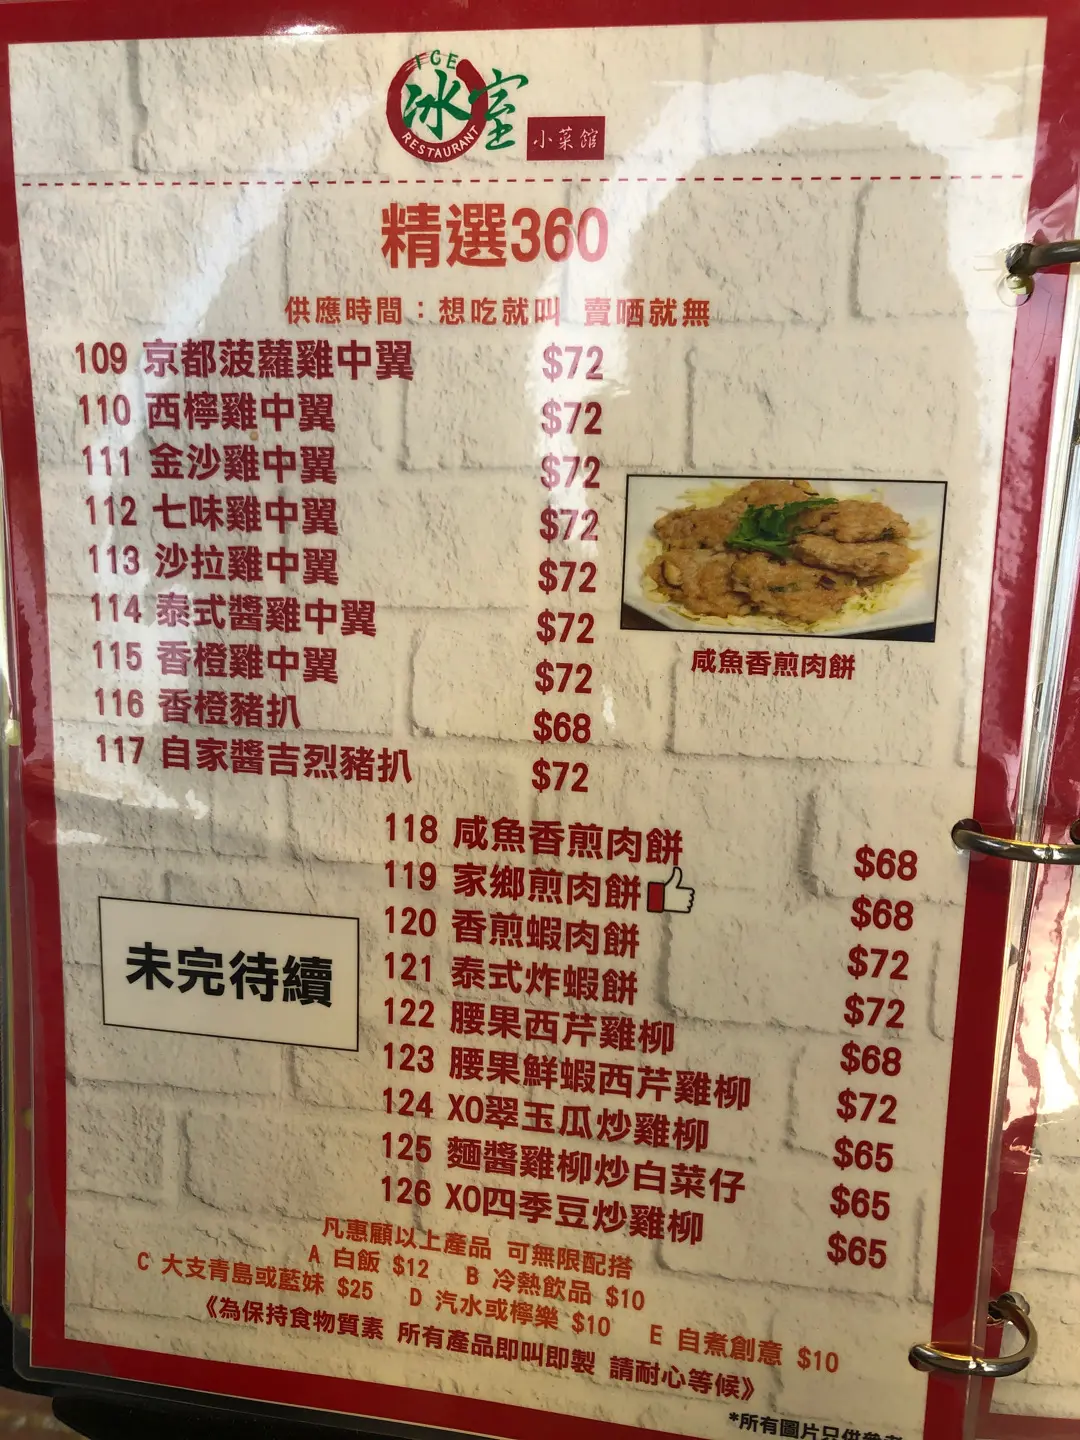 ICE
冰室
RESTAURANT
小菜館
精選360
供應時間：想吃就叫 賣哂就無
109 京都菠蘿雞中翼 $72
110 西檸雞中翼 $72
111 金沙雞中翼 $72
112 七味雞中翼 $72
113 沙拉雞中翼 $72
114 泰式醬雞中翼 $72
115 香橙雞中翼 $72
116 香橙豬扒 $68
117 自家醬吉烈豬扒 $72
咸魚香煎肉餅
118 咸魚香煎肉餅 $68
119 家鄉煎肉餅 $68
120 香煎蝦肉餅 $72
121 泰式炸蝦餅 $72
122 腰果西芹雞柳 $68
123 腰果鮮蝦西芹雞柳 $72
124 XO翠玉瓜炒雞柳 $65
125 麵醬雞柳炒白菜仔 $65
126 XO四季豆炒雞柳 $65
未完待續
凡惠顧以上產品 可無限配搭
A 白飯 $12 B 冷熱飲品 $10
C 大支青島或藍妹 $25 D 汽水或檸樂 $10 E 自煮創意 $10
《為保持食物質素 所有產品即叫即製 請耐心等候》
*所有圖片只供參考